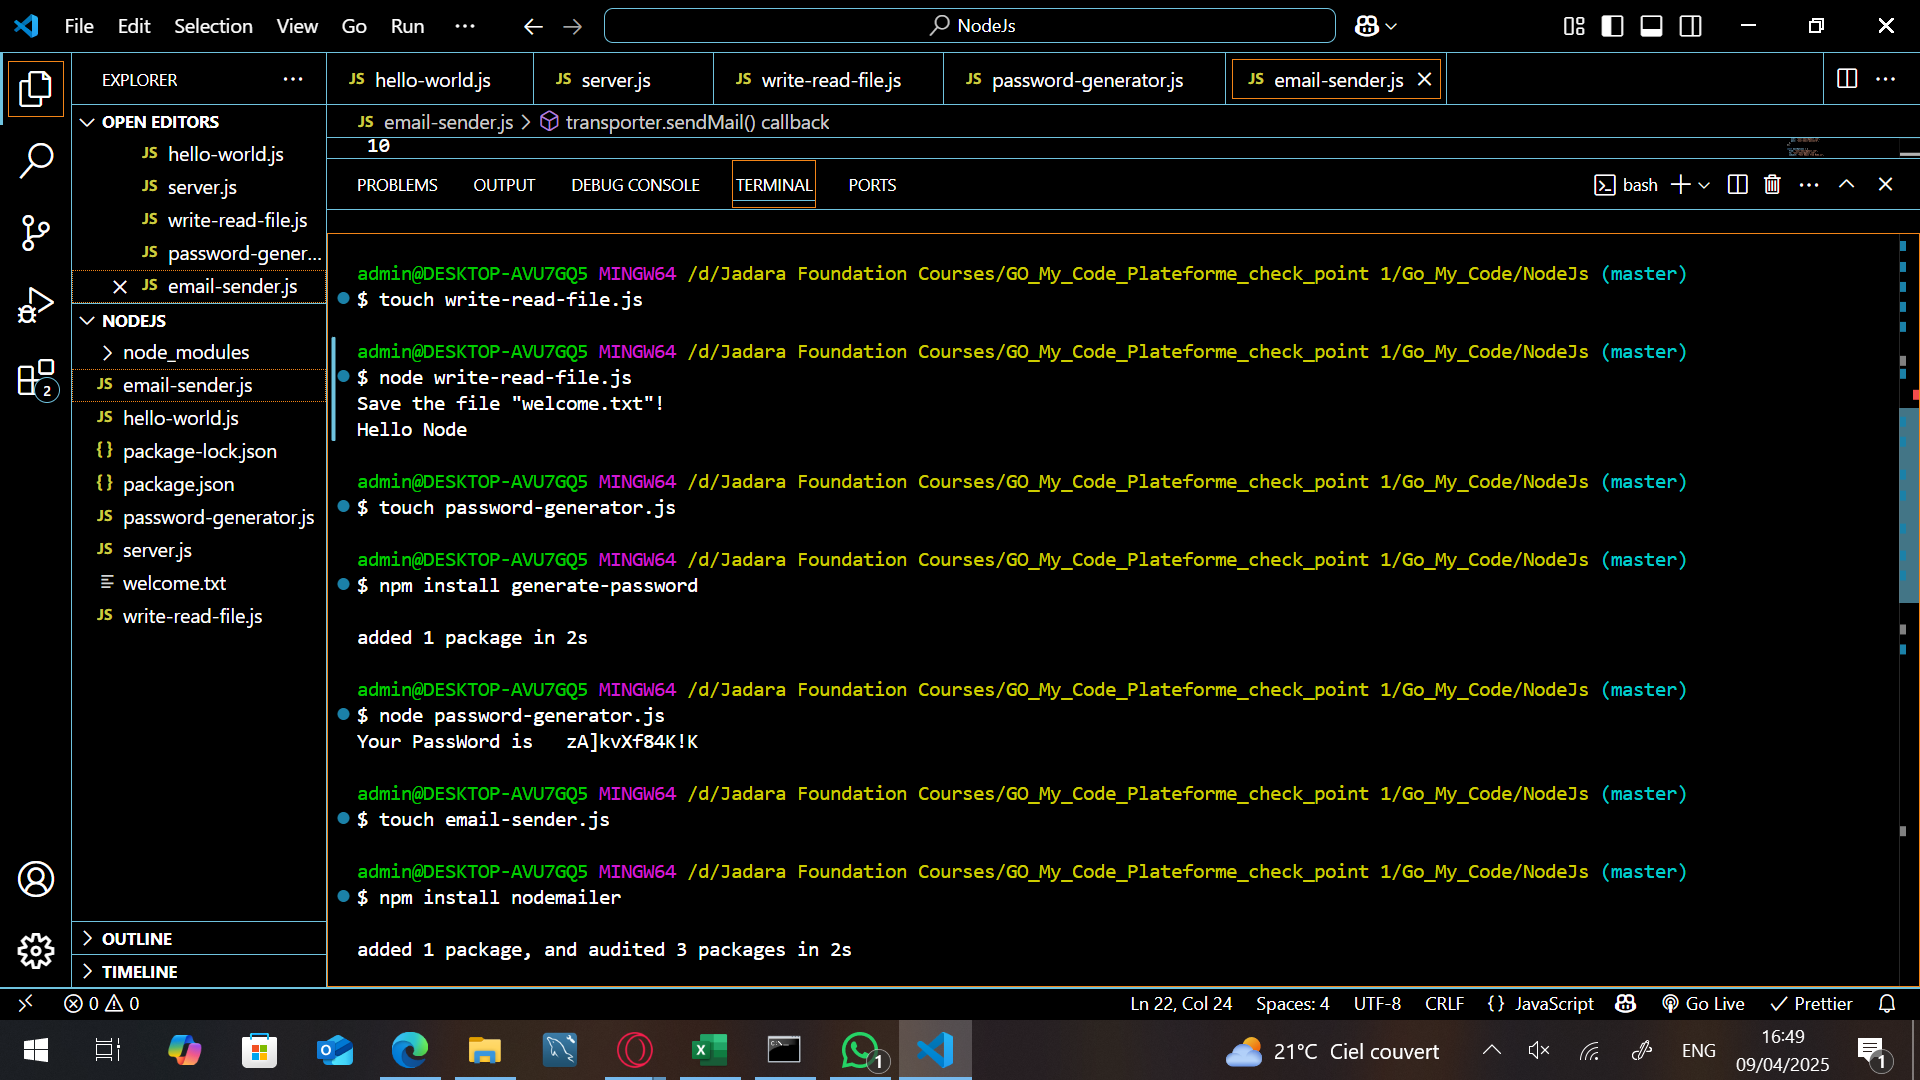 File Edit Selection View Go Run ··· NodeJs
EXPLORER ···
OPEN EDITORS
JS hello-world.js
JS server.js
JS write-read-file.js
JS password-gener...
JS email-sender.js
NODEJS
node_modules
JS email-sender.js
JS hello-world.js
{} package-lock.json
{} package.json
JS password-generator.js
JS server.js
welcome.txt
JS write-read-file.js
OUTLINE
TIMELINE
2
JS hello-world.js JS server.js JS write-read-file.js JS password-generator.js JS email-sender.js
JS email-sender.js > transporter.sendMail() callback
10
PROBLEMS OUTPUT DEBUG CONSOLE TERMINAL PORTS bash
admin@DESKTOP-AVU7GQ5 MINGW64 /d/Jadara Foundation Courses/GO_My_Code_Plateforme_check_point 1/Go_My_Code/NodeJs (master)
$ touch write-read-file.js
admin@DESKTOP-AVU7GQ5 MINGW64 /d/Jadara Foundation Courses/GO_My_Code_Plateforme_check_point 1/Go_My_Code/NodeJs (master)
$ node write-read-file.js
Save the file "welcome.txt"!
Hello Node
admin@DESKTOP-AVU7GQ5 MINGW64 /d/Jadara Foundation Courses/GO_My_Code_Plateforme_check_point 1/Go_My_Code/NodeJs (master)
$ touch password-generator.js
admin@DESKTOP-AVU7GQ5 MINGW64 /d/Jadara Foundation Courses/GO_My_Code_Plateforme_check_point 1/Go_My_Code/NodeJs (master)
$ npm install generate-password
added 1 package in 2s
admin@DESKTOP-AVU7GQ5 MINGW64 /d/Jadara Foundation Courses/GO_My_Code_Plateforme_check_point 1/Go_My_Code/NodeJs (master)
$ node password-generator.js
Your PassWord is   zA]kvXf84K!K
admin@DESKTOP-AVU7GQ5 MINGW64 /d/Jadara Foundation Courses/GO_My_Code_Plateforme_check_point 1/Go_My_Code/NodeJs (master)
$ touch email-sender.js
admin@DESKTOP-AVU7GQ5 MINGW64 /d/Jadara Foundation Courses/GO_My_Code_Plateforme_check_point 1/Go_My_Code/NodeJs (master)
$ npm install nodemailer
added 1 package, and audited 3 packages in 2s
0 0 Ln 22, Col 24 Spaces: 4 UTF-8 CRLF {} JavaScript Go Live Prettier
1 21°C Ciel couvert ENG 16:49
09/04/2025 1